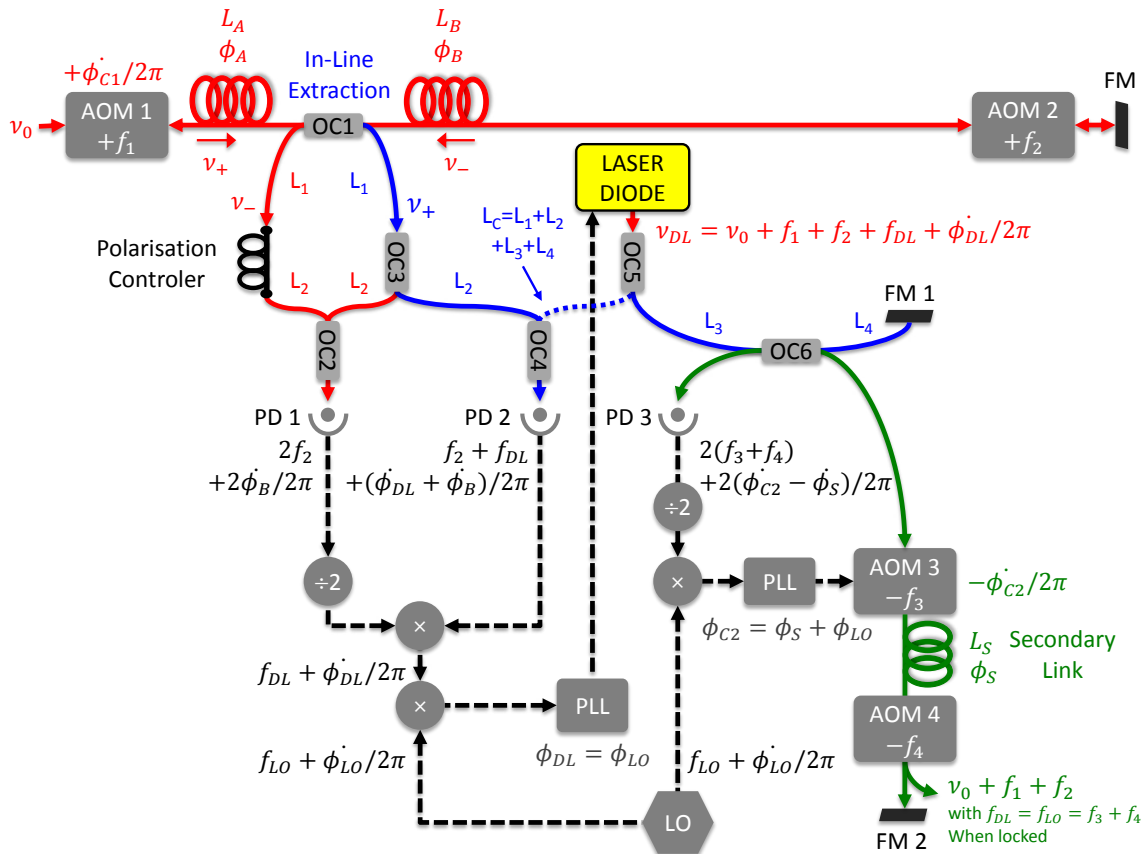 L_A
ϕ_A
L_B
ϕ_B
In-Line
Extraction
+ϕ̇_C1/2π
FM
ν_0
AOM 1
+f_1
OC1
AOM 2
+f_2
ν_+
ν_−
L_1
L_1
LASER
DIODE
ν_−
ν_+
L_C=L_1+L_2
+L_3+L_4
ν_DL = ν_0 + f_1 + f_2 + f_DL + ϕ̇_DL/2π
Polarisation
Controler
OC3
OC5
L_2
L_2
L_2
FM 1
L_3
L_4
OC2
OC4
OC6
PD 1
PD 2
PD 3
2f_2
+2ϕ̇_B/2π
f_2 + f_DL
+(ϕ̇_DL + ϕ̇_B)/2π
2(f_3+f_4)
+2(ϕ̇_C2 − ϕ̇_S)/2π
÷2
÷2
×
PLL
AOM 3
−f_3
−ϕ̇_C2/2π
ϕ_C2 = ϕ_S + ϕ_LO
×
L_S
ϕ_S
Secondary
Link
f_DL + ϕ̇_DL/2π
×
PLL
AOM 4
−f_4
f_LO + ϕ̇_LO/2π
ϕ_DL = ϕ_LO
f_LO + ϕ̇_LO/2π
LO
ν_0 + f_1 + f_2
with f_DL = f_LO = f_3 + f_4
When locked
FM 2